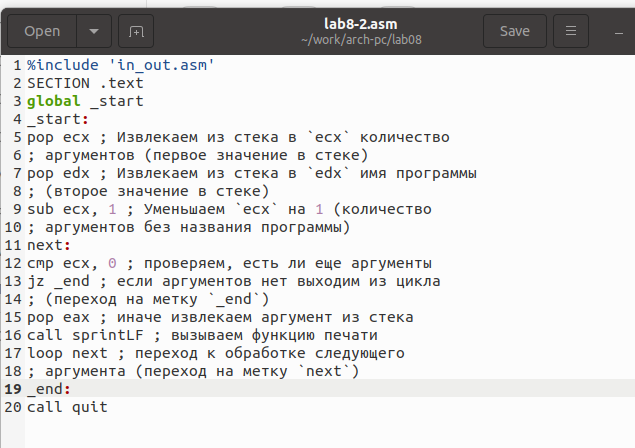 Open
lab8-2.asm
~/work/arch-pc/lab08
Save
1 %include 'in_out.asm'
2 SECTION .text
3 global _start
4 _start:
5 pop ecx ; Извлекаем из стека в `ecx` количество
6 ; аргументов (первое значение в стеке)
7 pop edx ; Извлекаем из стека в `edx` имя программы
8 ; (второе значение в стеке)
9 sub ecx, 1 ; Уменьшаем `ecx` на 1 (количество
10 ; аргументов без названия программы)
11 next:
12 cmp ecx, 0 ; проверяем, есть ли еще аргументы
13 jz _end ; если аргументов нет выходим из цикла
14 ; (переход на метку `_end`)
15 pop eax ; иначе извлекаем аргумент из стека
16 call sprintLF ; вызываем функцию печати
17 loop next ; переход к обработке следующего
18 ; аргумента (переход на метку `next`)
19 _end:
20 call quit